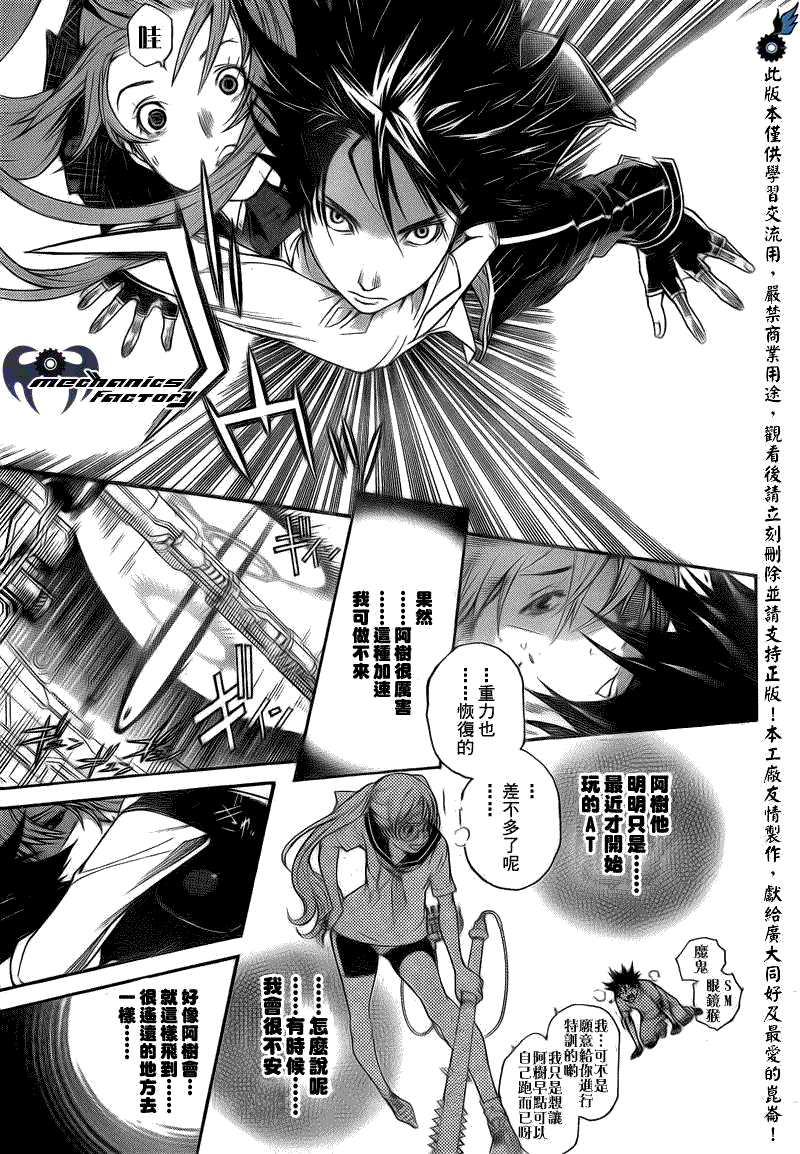 哇
mechanics
factory
果然
……阿樹很厲害
……這種加速
我可做不來
…重力也
……恢復的
…
差不多了呢
……
阿樹他
明明只是……
最近才開始
玩的AT
SM
眼鏡猴
魔鬼
我…可不是
願意給你進行
特訓的喲
我只是想讓
阿樹早點可以
自己跑而已呀
……怎麼說呢
……有時候……
我會很不安
好像阿樹會…
就這樣飛到……
很遙遠的地方去
一樣……
此版本僅供學習交流用，嚴禁商業用途，觀看後請立刻刪除並請支持正版！本工廠友情製作，獻給廣大同好及最愛的崑崙！